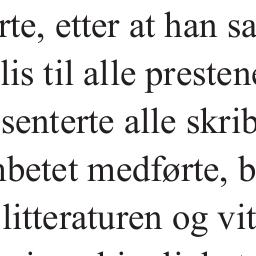 rte, etter at han sa
lis til alle prestene
senterte alle skrib
nbetet medførte, b
litteraturen og vit